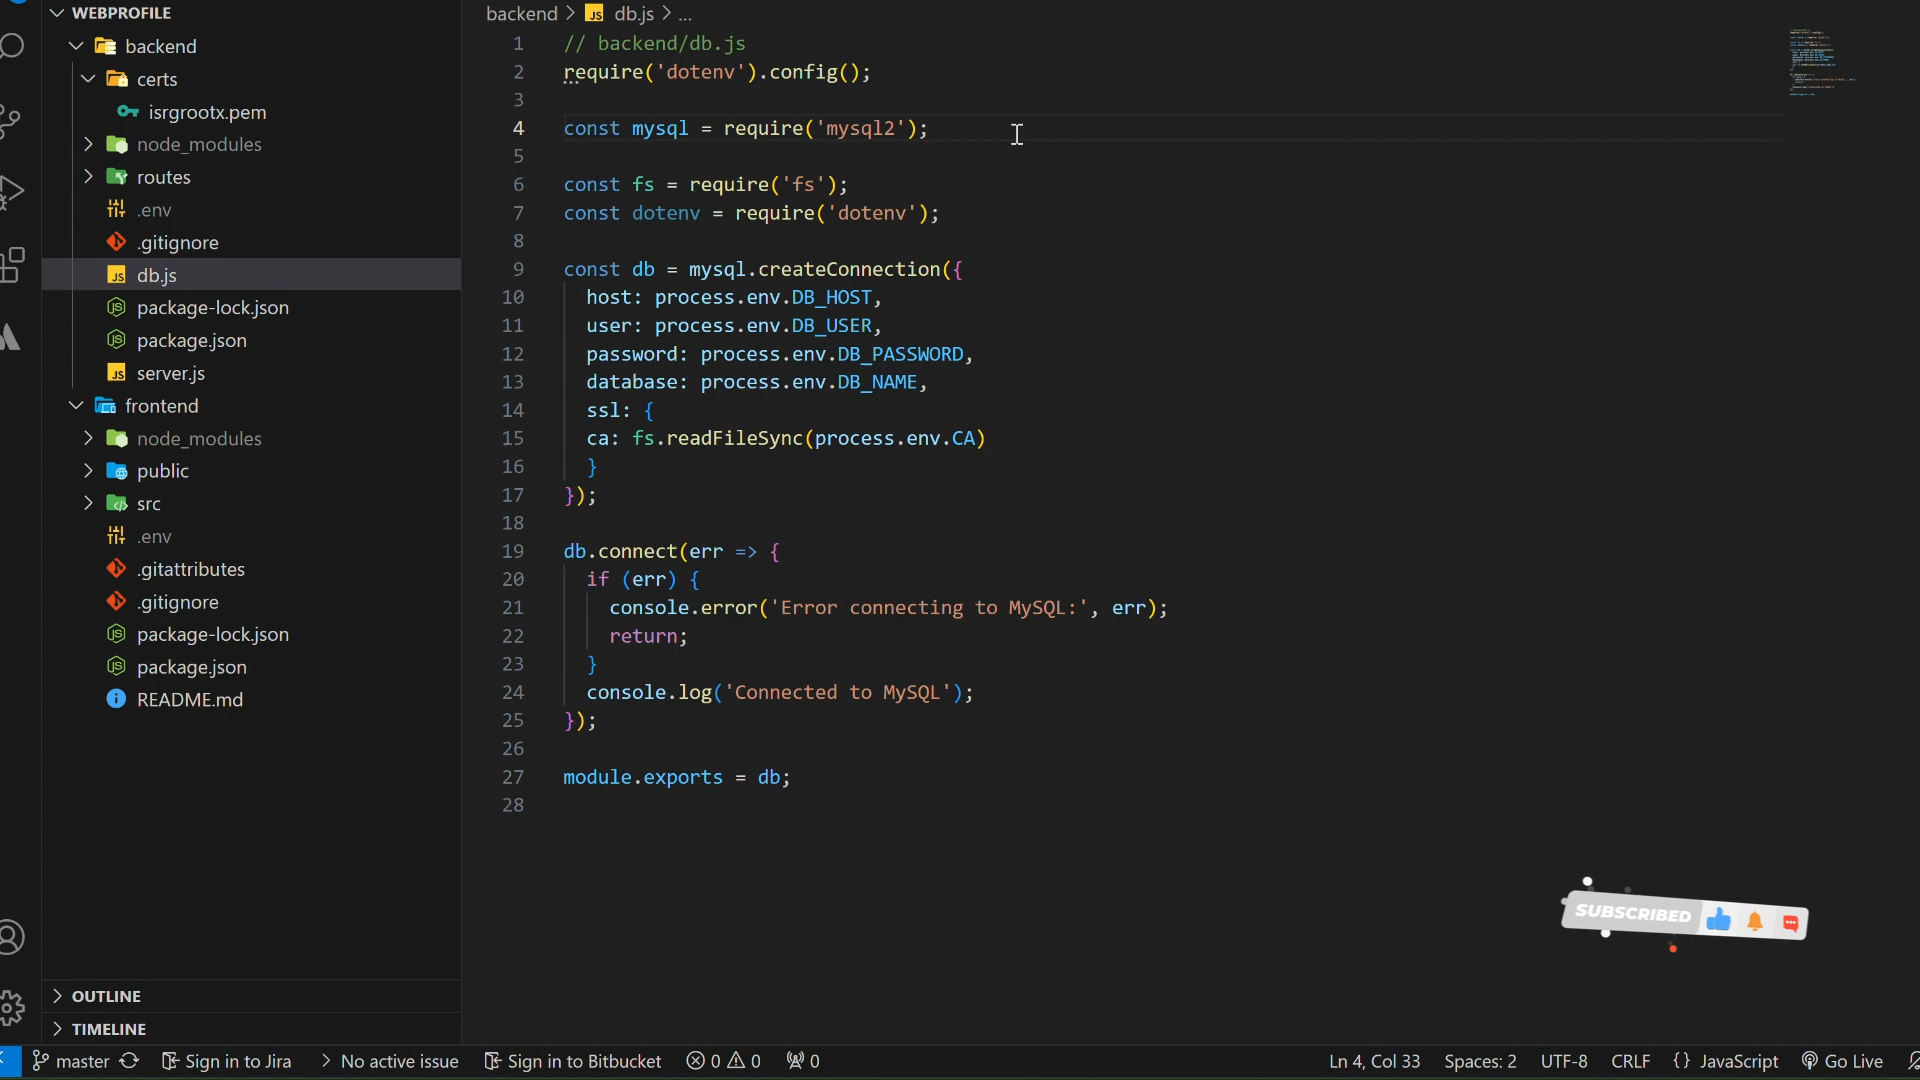 WEBPROFILE
backend
certs
isrgrootx.pem
node_modules
routes
.env
.gitignore
db.js
package-lock.json
package.json
server.js
frontend
node_modules
public
src
.env
.gitattributes
.gitignore
package-lock.json
package.json
README.md
OUTLINE
TIMELINE
backend > JS db.js > ...
1 // backend/db.js
2 require('dotenv').config();
3
4 const mysql = require('mysql2');
5
6 const fs = require('fs');
7 const dotenv = require('dotenv');
8
9 const db = mysql.createConnection({
10 host: process.env.DB_HOST,
11 user: process.env.DB_USER,
12 password: process.env.DB_PASSWORD,
13 database: process.env.DB_NAME,
14 ssl: {
15 ca: fs.readFileSync(process.env.CA)
16 }
17 });
18
19 db.connect(err => {
20 if (err) {
21 console.error('Error connecting to MySQL:', err);
22 return;
23 }
24 console.log('Connected to MySQL');
25 });
26
27 module.exports = db;
28
SUBSCRIBED
master Sign in to Jira > No active issue Sign in to Bitbucket 0 0 0 Ln 4, Col 33 Spaces: 2 UTF-8 CRLF {} JavaScript Go Live